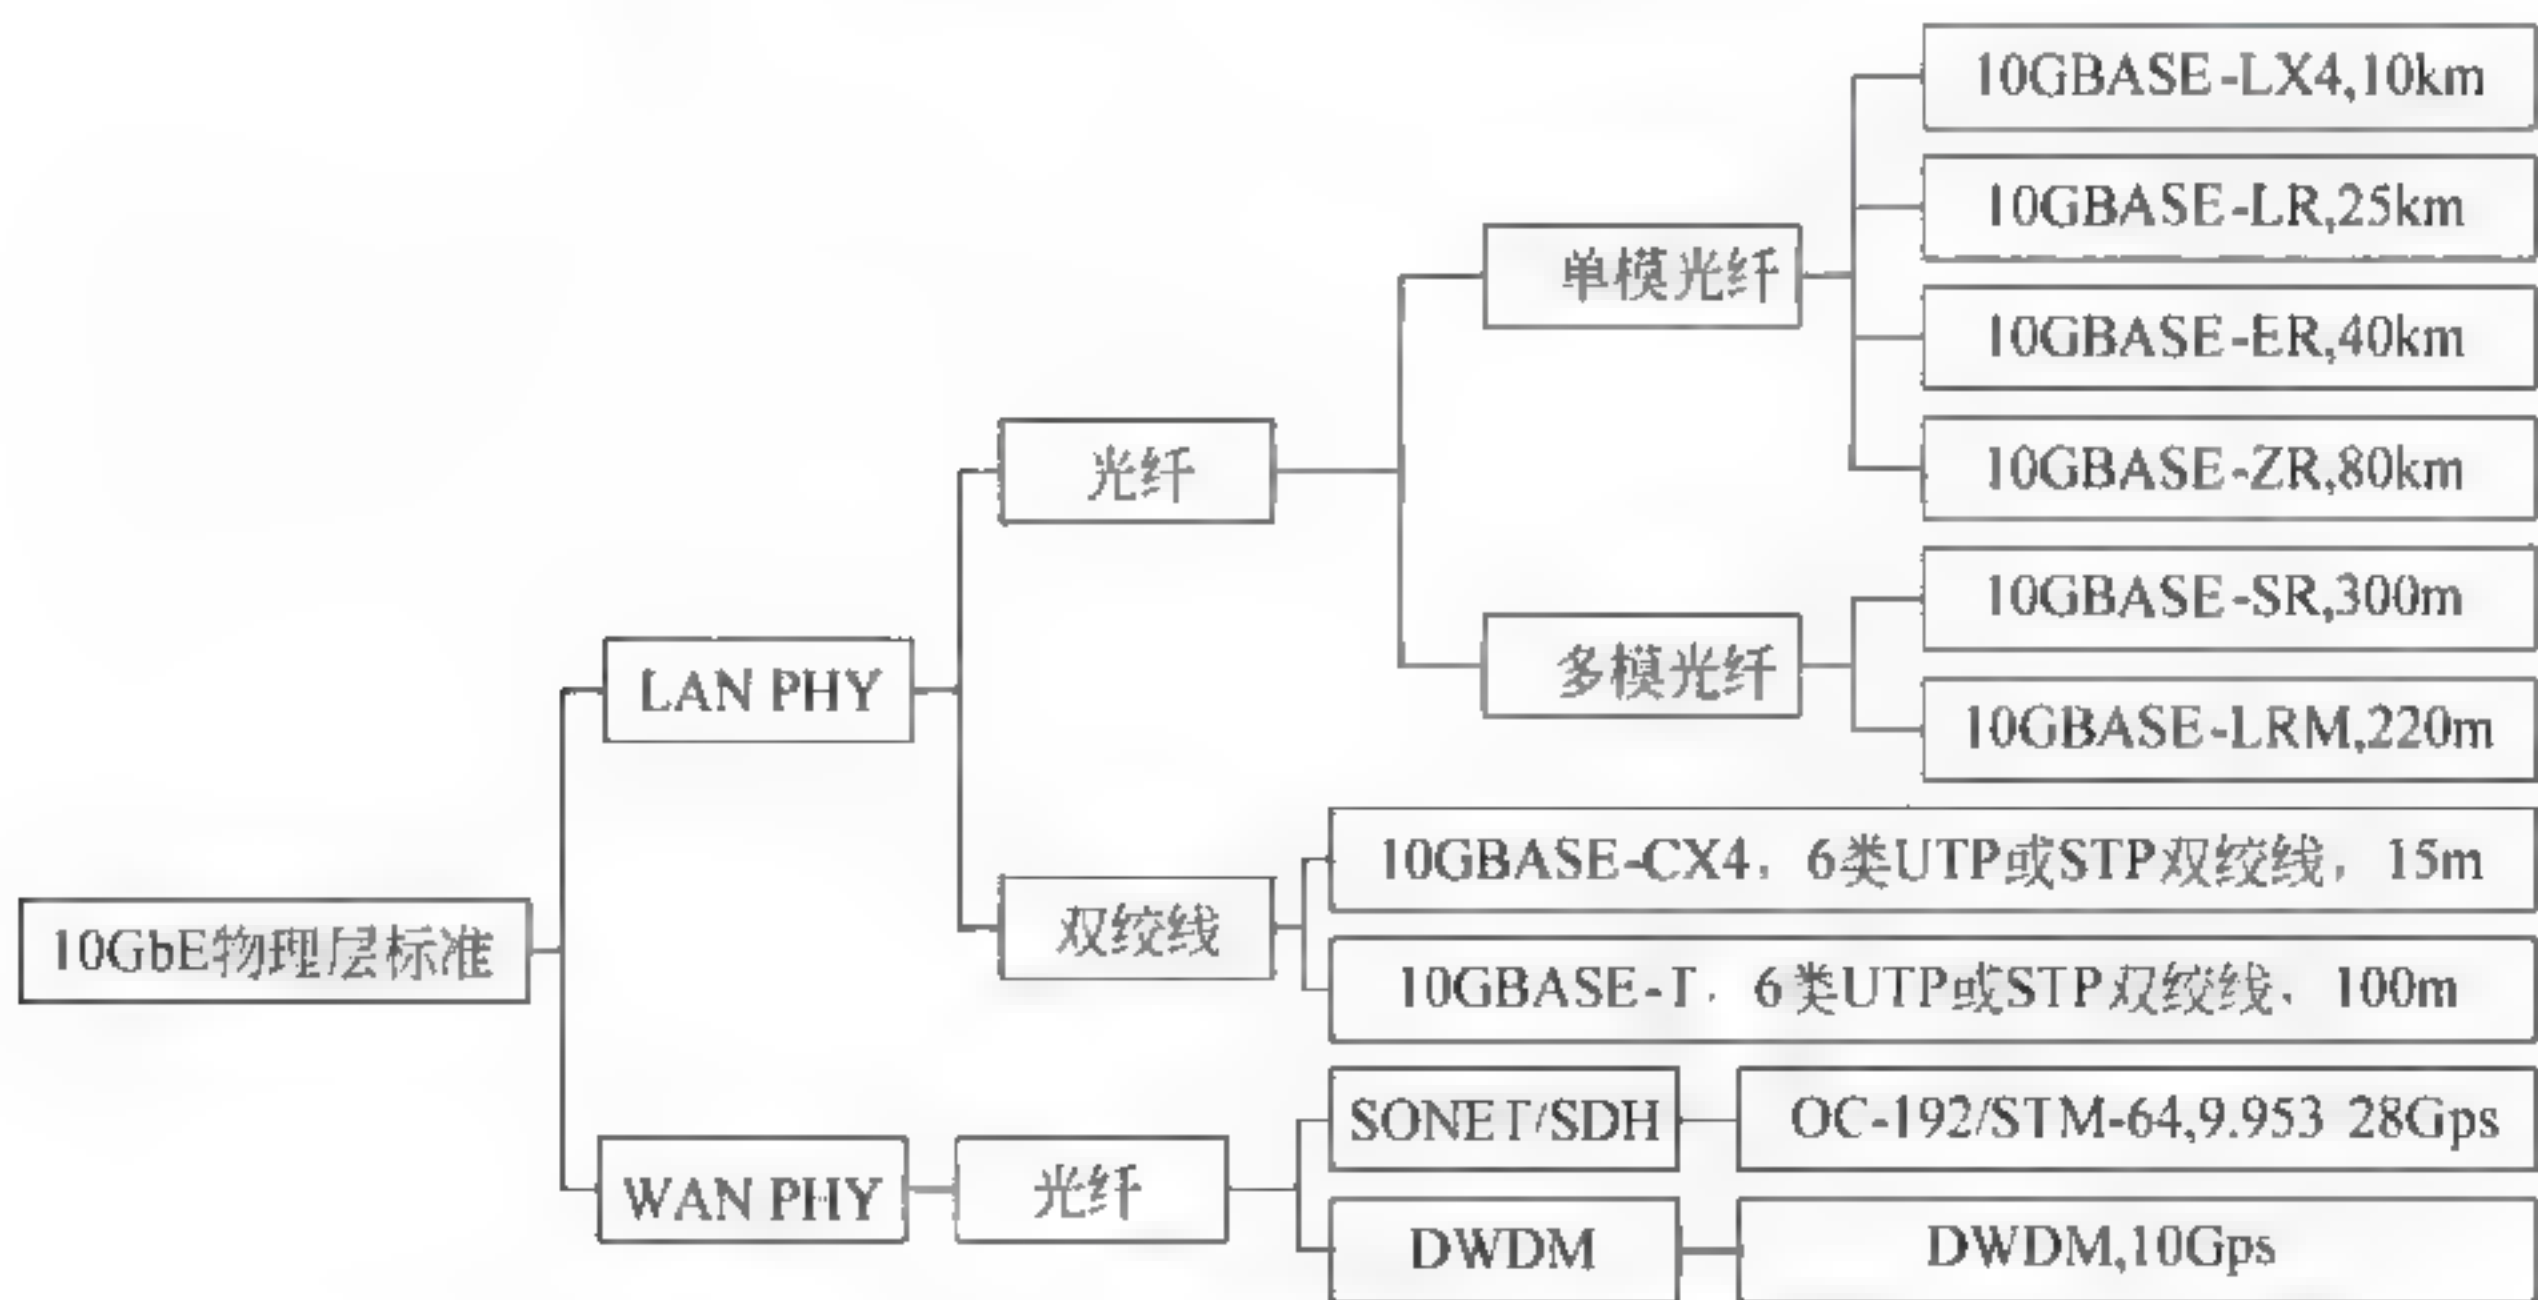 10GBASE-LX4,10km
10GBASE-LR,25km
单模光纤
10GBASE-ER,40km
光纤
10GBASE-ZR,80km
10GBASE-SR,300m
LAN PHY
多模光纤
10GBASE-LRM,220m
10GBASE-CX4，6类UTP或STP双绞线，15m
10GbE物理层标准
双绞线
10GBASE-T，6类UTP或STP双绞线，100m
SONET/SDH
OC-192/STM-64,9.953 28Gps
WAN PHY
光纤
DWDM
DWDM,10Gps